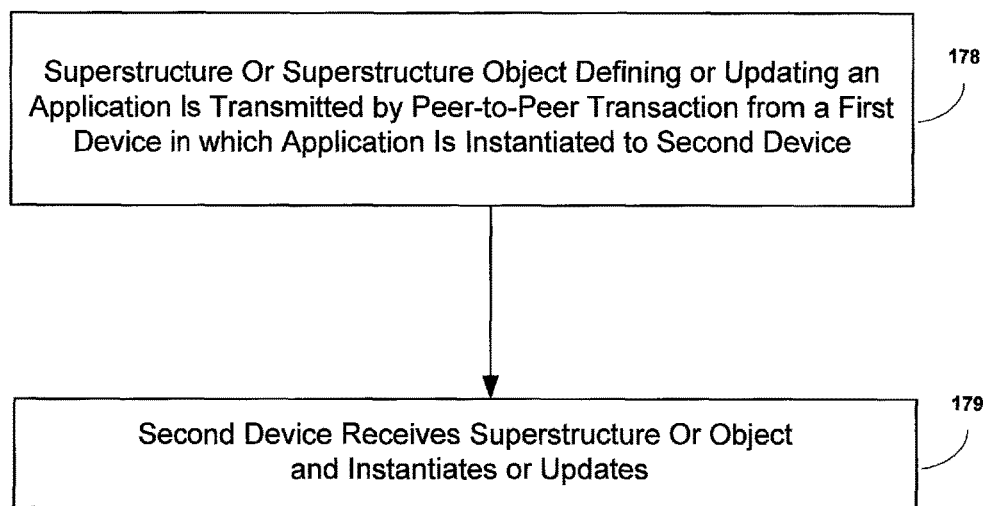 178
Superstructure Or Superstructure Object Defining or Updating an
Application Is Transmitted by Peer-to-Peer Transaction from a First
Device in which Application Is Instantiated to Second Device
179
Second Device Receives Superstructure Or Object
and Instantiates or Updates